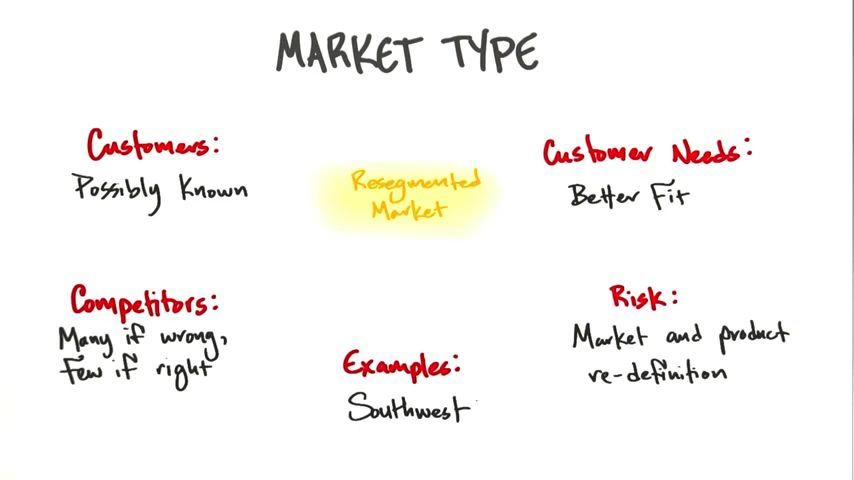 MARKET TYPE
Customers:
Possibly Known
Resegmented
Market
Customer Needs:
Better Fit
Competitors:
Many if wrong,
Few if right
Examples:
Southwest
Risk:
Market and product
re-definition